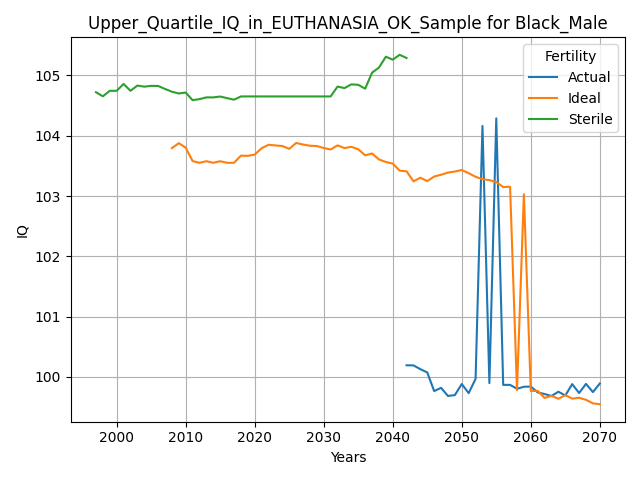 Upper_Quartile_IQ_in_EUTHANASIA_OK_Sample for Black_Male
Fertility
Actual
Ideal
Sterile
IQ
105
104
103
102
101
100
2000 2010 2020 2030 2040 2050 2060 2070
Years